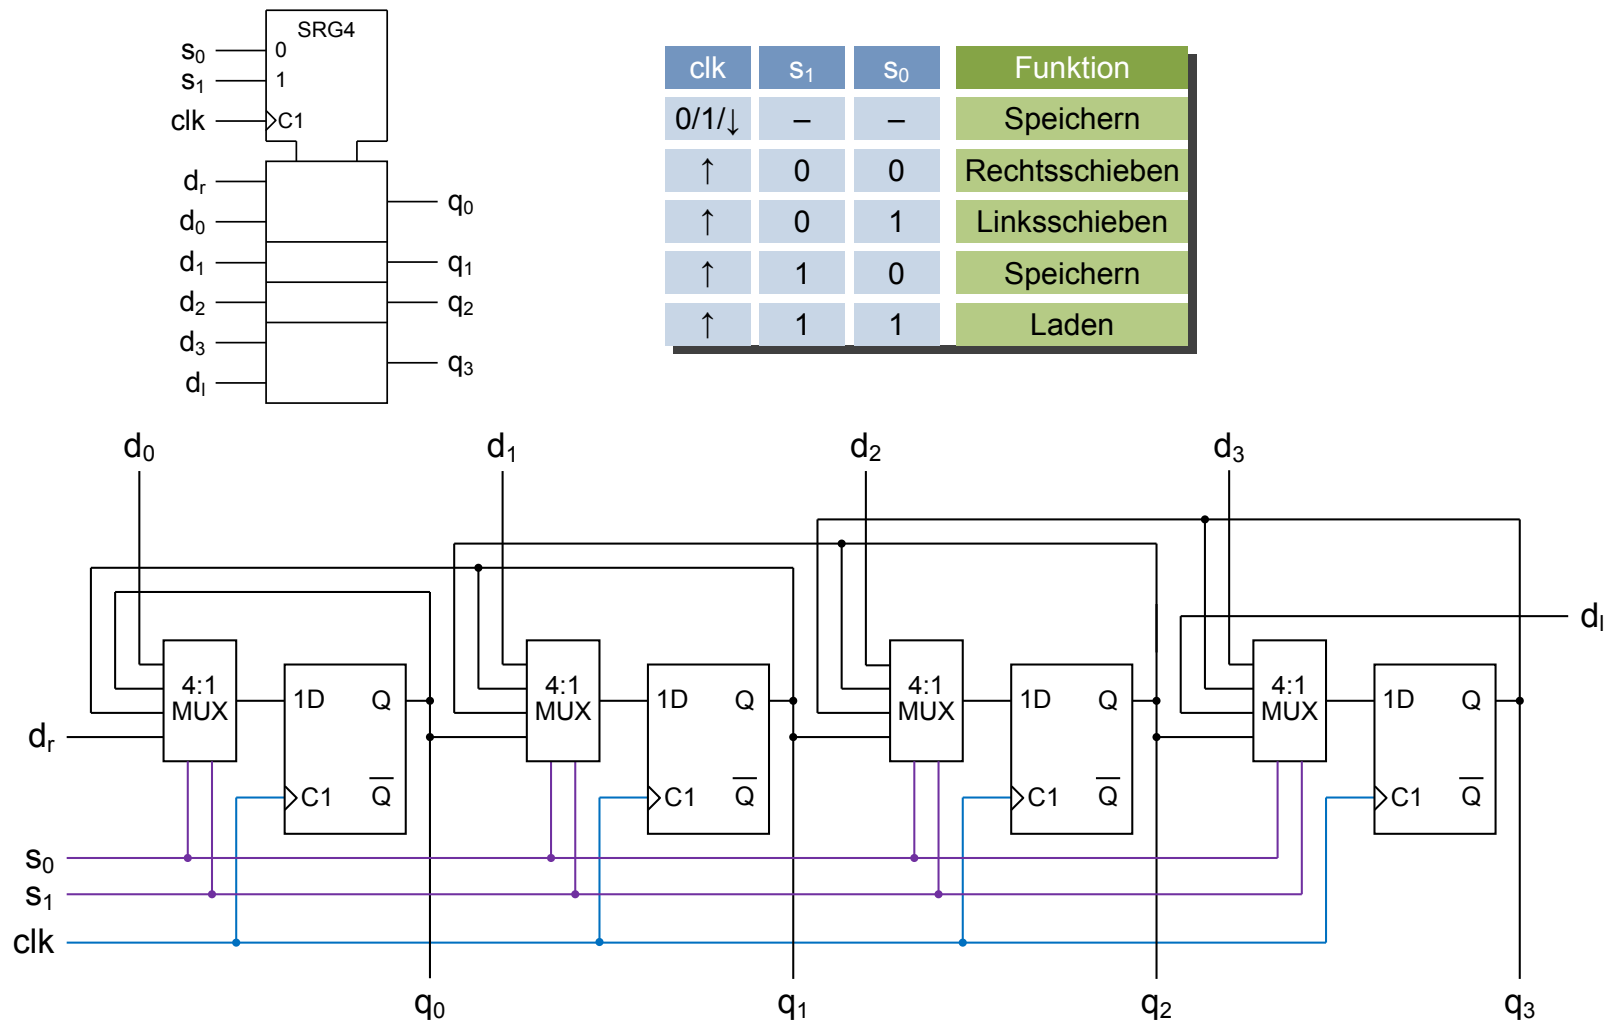 SRG4
s0 0
s1 1
clk C1
dr
d0 q0
d1 q1
d2 q2
d3
dl q3
clk s1 s0 Funktion
0/1/↓ – – Speichern
↑ 0 0 Rechtsschieben
↑ 0 1 Linksschieben
↑ 1 0 Speichern
↑ 1 1 Laden
d0 d1 d2 d3
dl
4:1 MUX 1D Q C1 Q̅
4:1 MUX 1D Q C1 Q̅
4:1 MUX 1D Q C1 Q̅
4:1 MUX 1D Q C1 Q̅
dr
s0
s1
clk
q0 q1 q2 q3